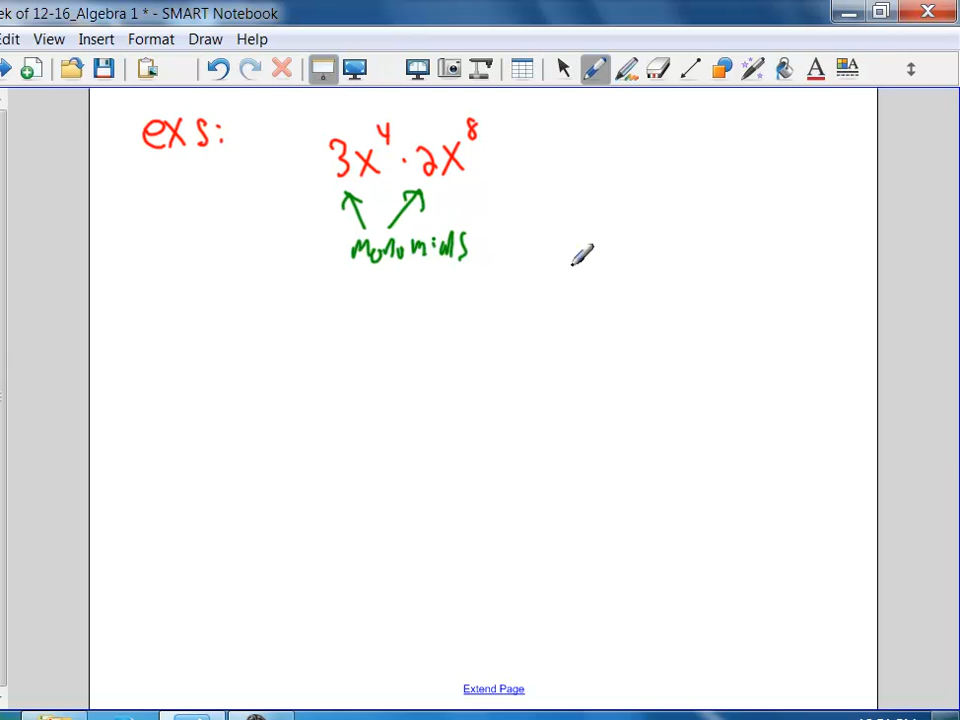 ek of 12-16_Algebra 1 * - SMART Notebook
Edit View Insert Format Draw Help
exs: 3x⁴ · 2x⁸
monomials
Extend Page